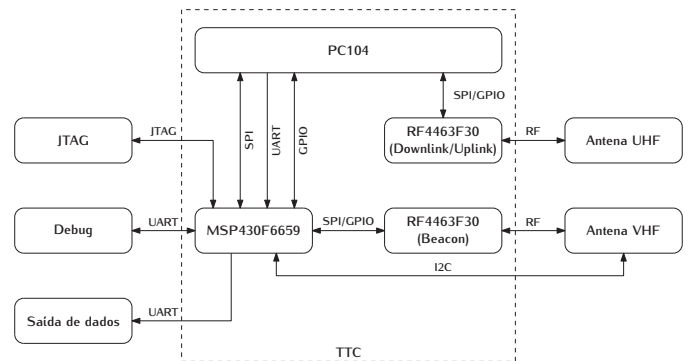 PC104
SPI/GPIO
SPI
UART
GPIO
JTAG
JTAG
RF4463F30
(Downlink/Uplink)
RF
Antena UHF
Debug
UART
MSP430F6659
SPI/GPIO
RF4463F30
(Beacon)
RF
Antena VHF
I2C
Saída de dados
UART
TTC